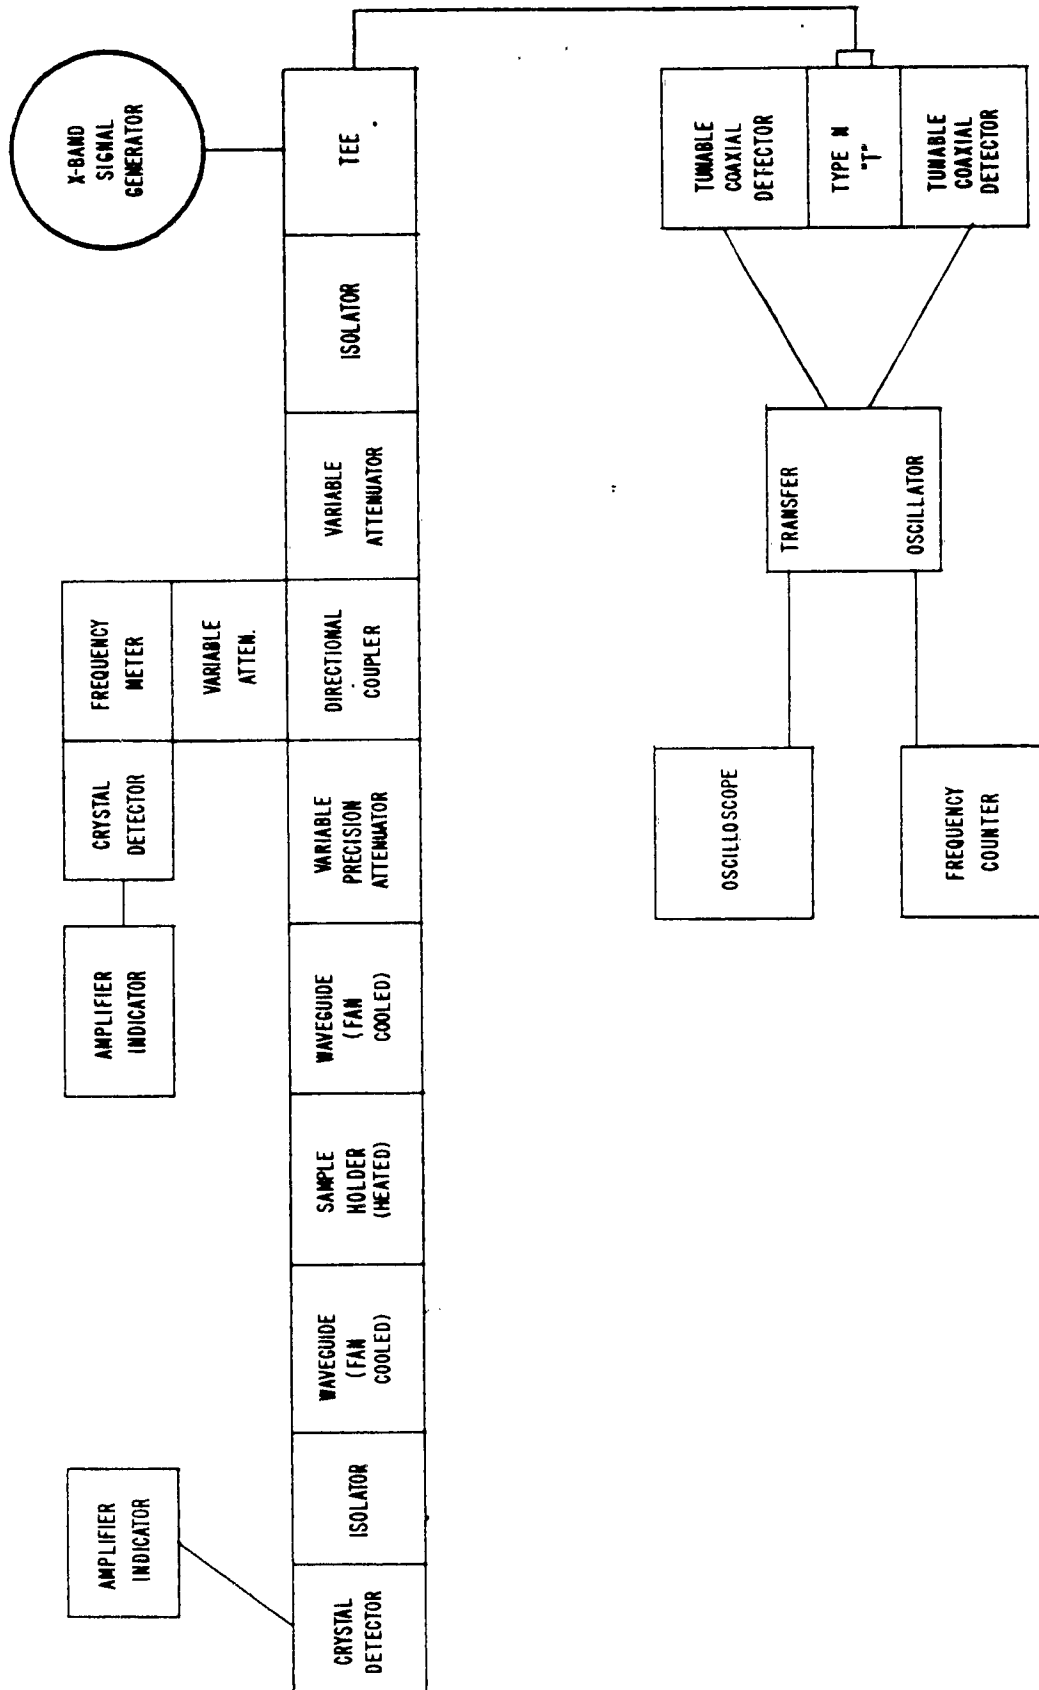 AMPLIFIER
INDICATOR
AMPLIFIER
INDICATOR
CRYSTAL
DETECTOR
FREQUENCY
METER
VARIABLE
ATTEN.
X-BAND
SIGNAL
GENERATOR
CRYSTAL
DETECTOR
ISOLATOR
WAVEGUIDE
(FAN
COOLED)
SAMPLE
HOLDER
(HEATED)
WAVEGUIDE
(FAN
COOLED)
VARIABLE
PRECISION
ATTENUATOR
DIRECTIONAL
COUPLER
VARIABLE
ATTENUATOR
ISOLATOR
TEE
OSCILLOSCOPE
FREQUENCY
COUNTER
TRANSFER
OSCILLATOR
TUNABLE
COAXIAL
DETECTOR
TYPE N
"T"
TUNABLE
COAXIAL
DETECTOR